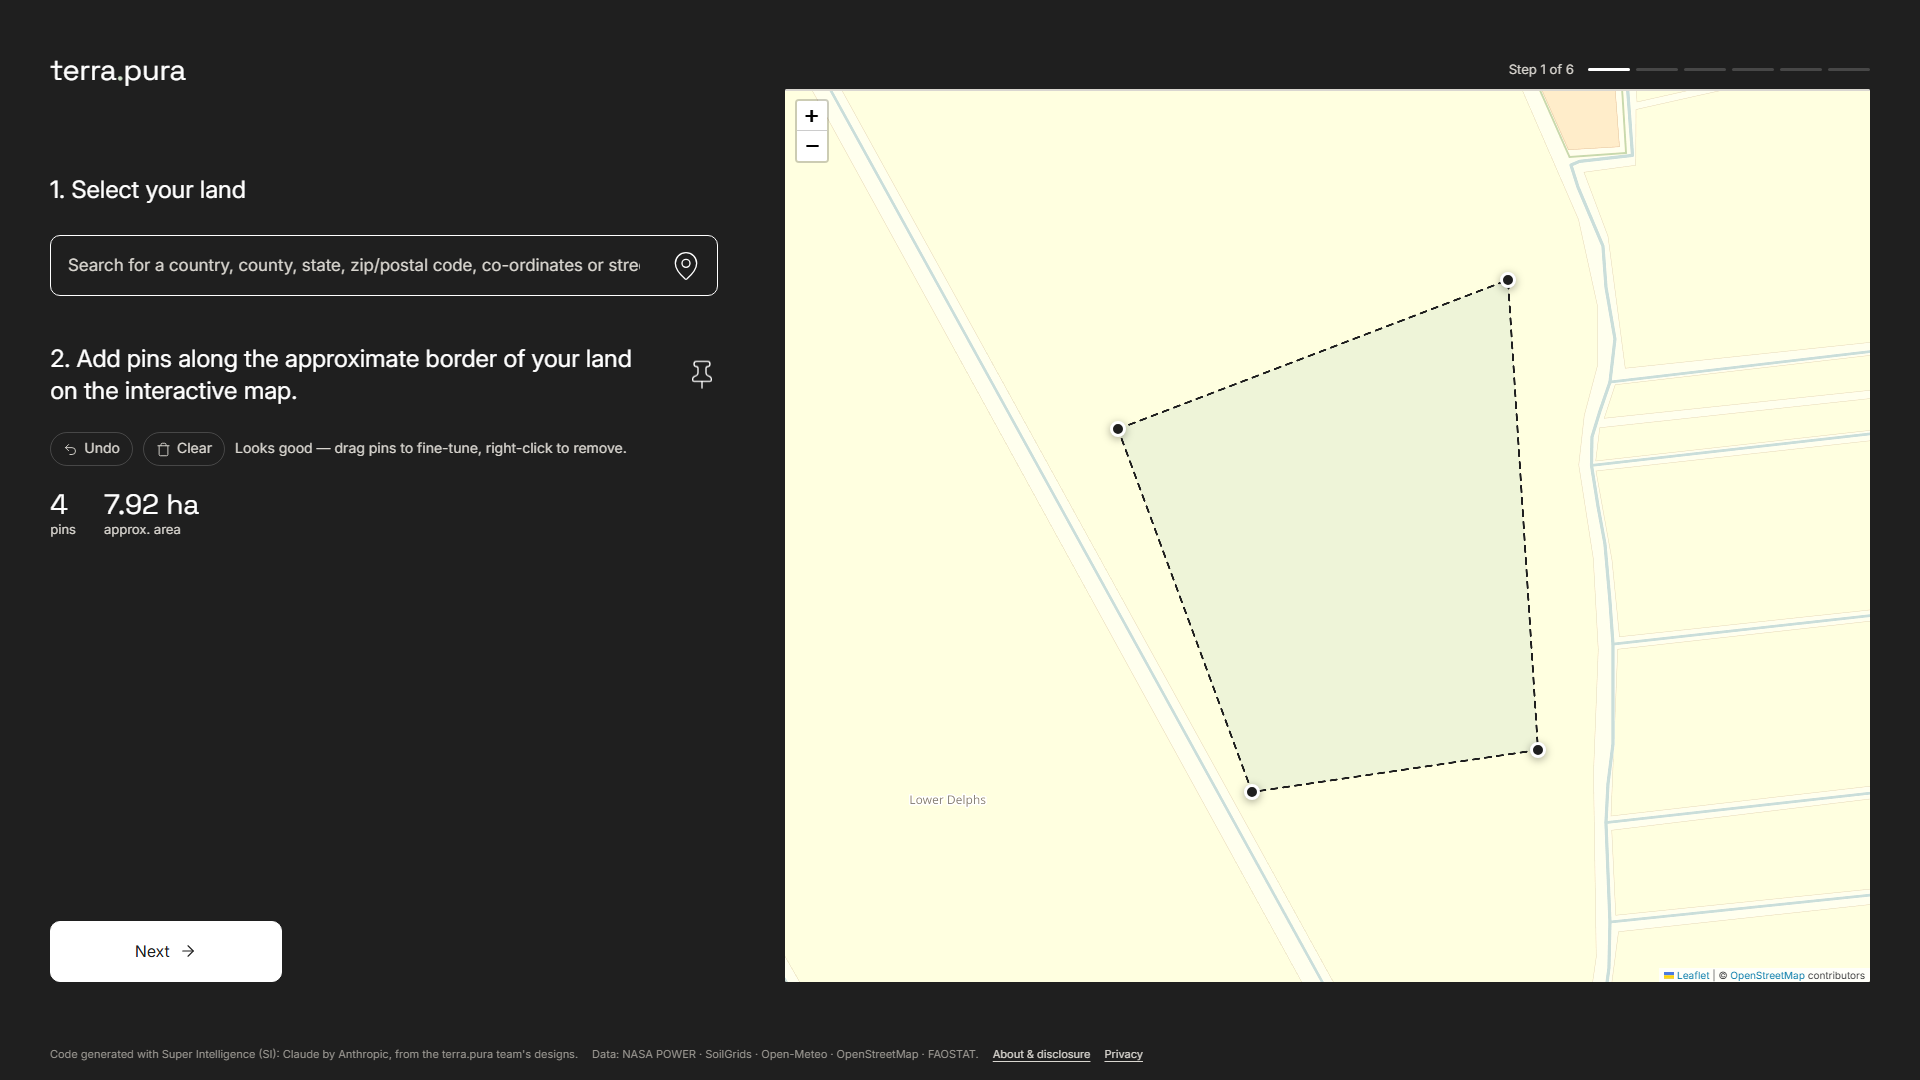 terra.pura
Step 1 of 6
1. Select your land
Search for a country, county, state, zip/postal code, co-ordinates or stre
2. Add pins along the approximate border of your land
on the interactive map.
Undo
Clear
Looks good — drag pins to fine-tune, right-click to remove.
4
pins
7.92 ha
approx. area
Next
+
−
Lower Delphs
Leaflet | © OpenStreetMap contributors
Code generated with Super Intelligence (SI): Claude by Anthropic, from the terra.pura team's designs. Data: NASA POWER · SoilGrids · Open-Meteo · OpenStreetMap · FAOSTAT. About & disclosure Privacy